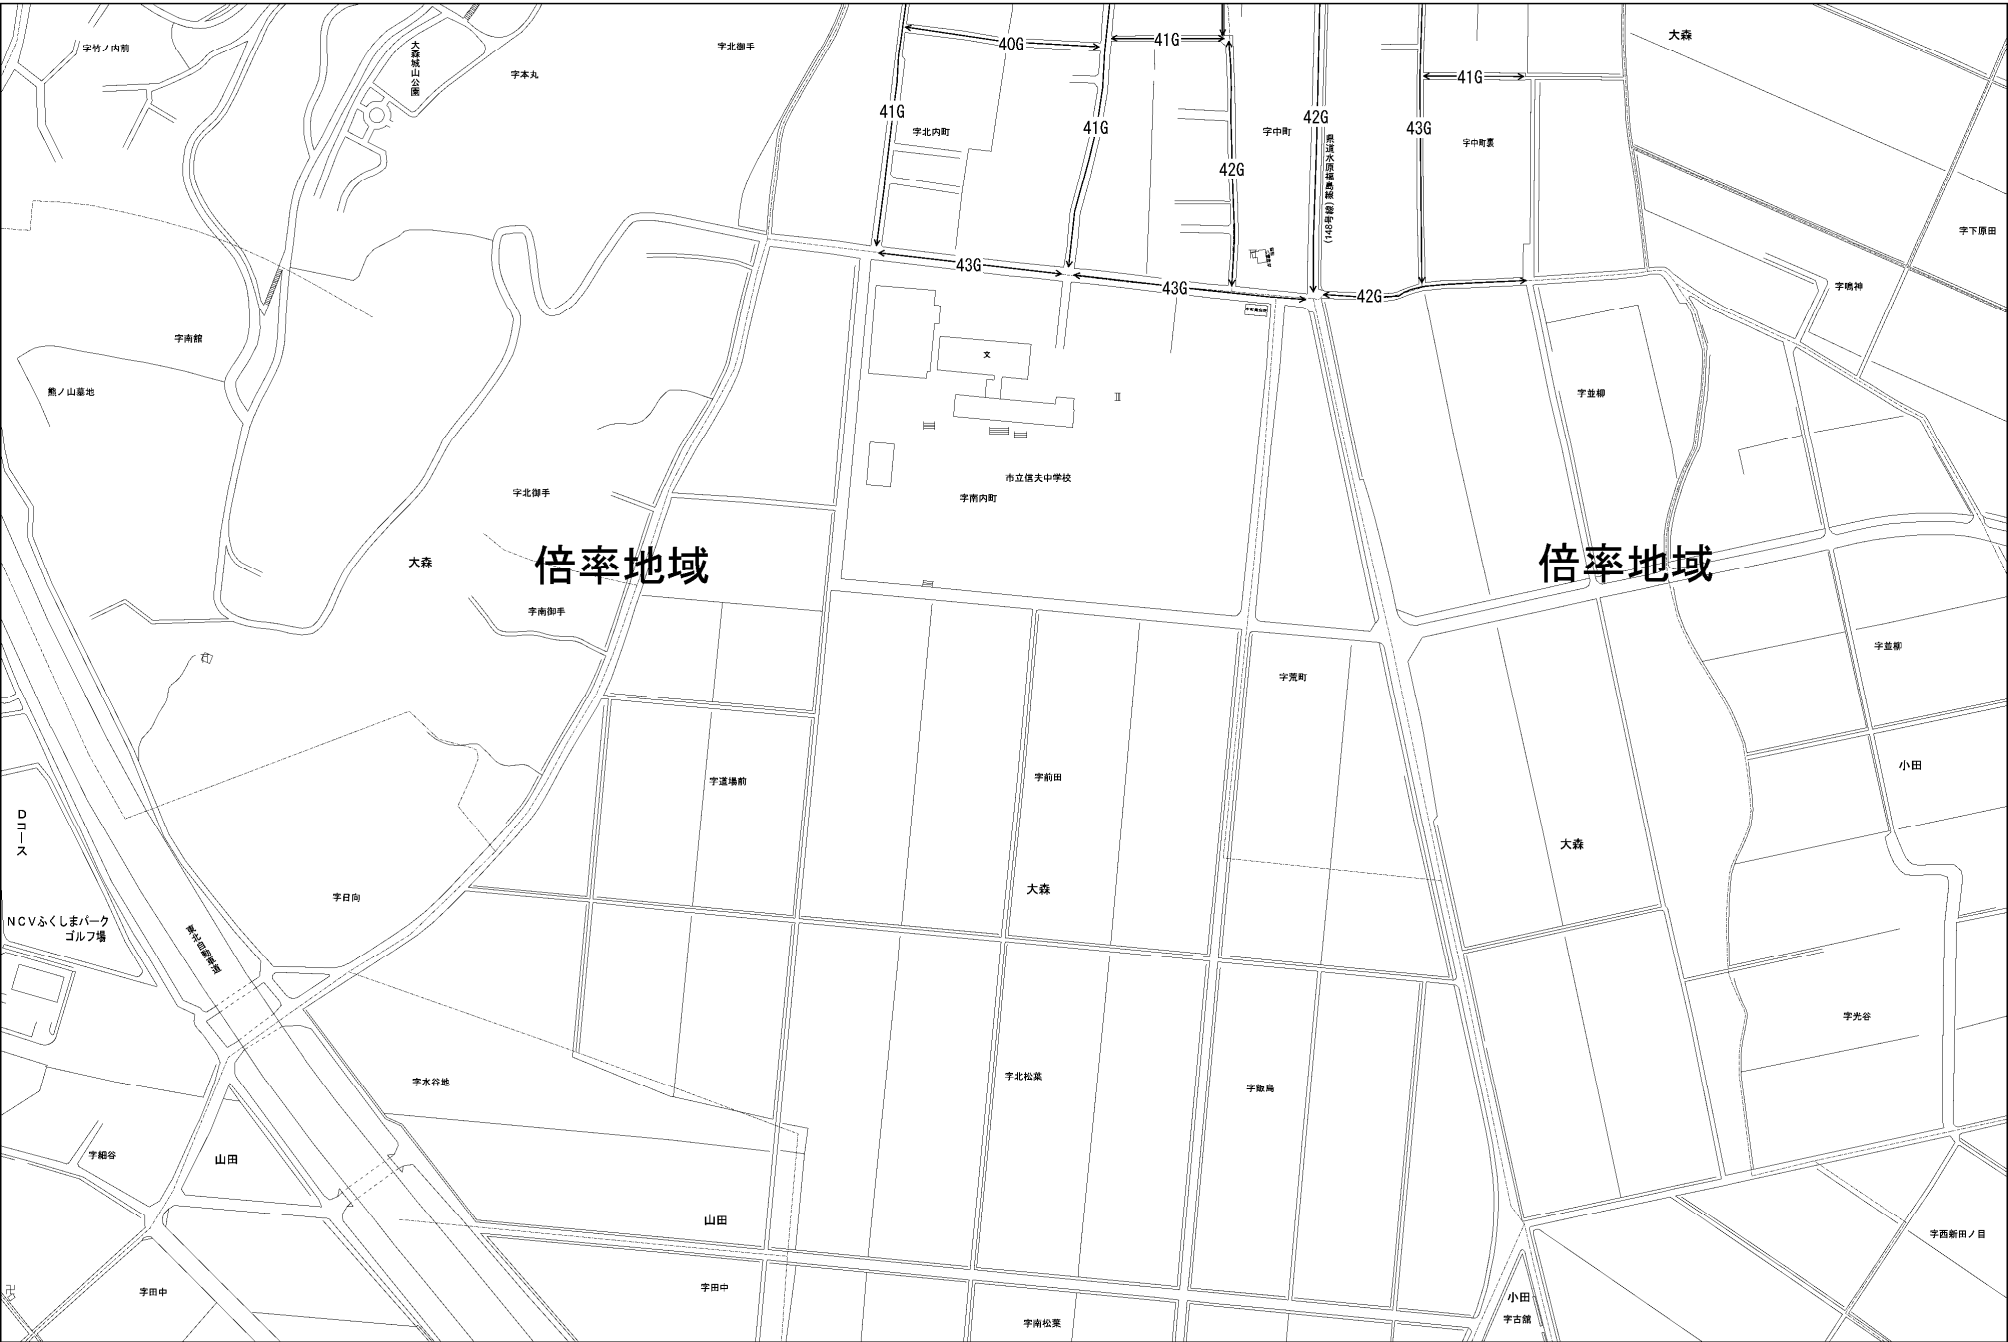 字竹ノ内前
大森城山公園
字本丸
字北御手
40G
41G
大森
41G
41G
字北内町
41G
42G
字中町
42G
県道水原福島線(148号線)
43G
字中町裏
字下原田
43G
43G
42G
字鳴神
字南館
文
熊ノ山墓地
字並柳
市立信夫中学校
字南内町
字北御手
大森
倍率地域
倍率地域
字南御手
字並柳
字荒町
小田
字道場前
字前田
Dコース
大森
大森
字日向
NCVふくしまパーク
ゴルフ場
東北自動車道
字光谷
字水谷地
字北松葉
字飯島
字細谷
山田
山田
字西新田ノ目
字田中
字田中
小田
字古舘
字南松葉